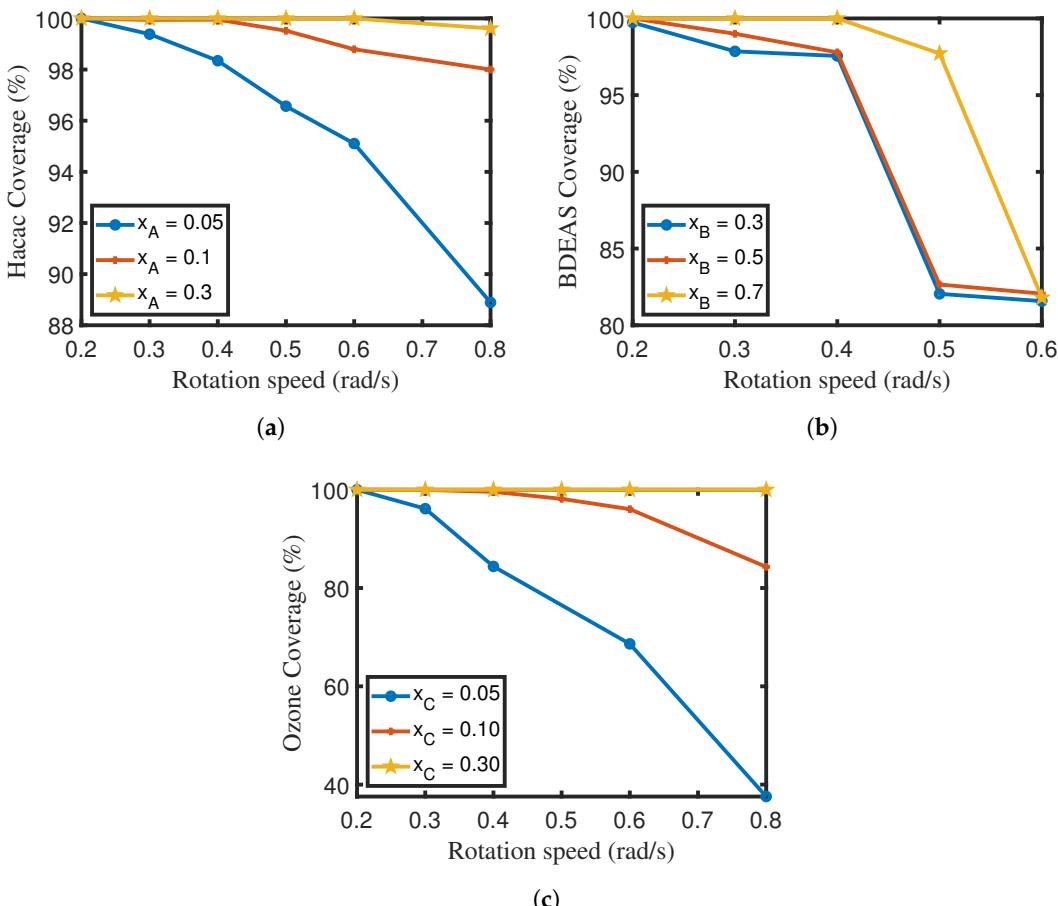 Hacac Coverage (%)
100
98
96
94
92
90
88
x_A = 0.05
x_A = 0.1
x_A = 0.3
0.2 0.3 0.4 0.5 0.6 0.7 0.8
Rotation speed (rad/s)
(a)
BDEAS Coverage (%)
100
95
90
85
80
x_B = 0.3
x_B = 0.5
x_B = 0.7
0.2 0.3 0.4 0.5 0.6
Rotation speed (rad/s)
(b)
Ozone Coverage (%)
100
80
60
40
x_C = 0.05
x_C = 0.10
x_C = 0.30
0.2 0.3 0.4 0.5 0.6 0.7 0.8
Rotation speed (rad/s)
(c)